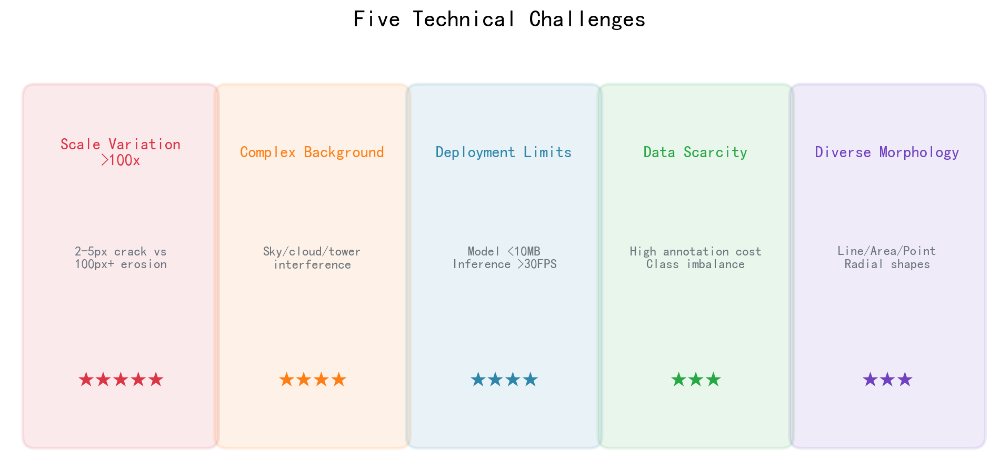 Five Technical Challenges
Scale Variation
>100x
2-5px crack vs
100px+ erosion
★★★★★
Complex Background
Sky/cloud/tower
interference
★★★★
Deployment Limits
Model <10MB
Inference >30FPS
★★★★
Data Scarcity
High annotation cost
Class imbalance
★★★
Diverse Morphology
Line/Area/Point
Radial shapes
★★★